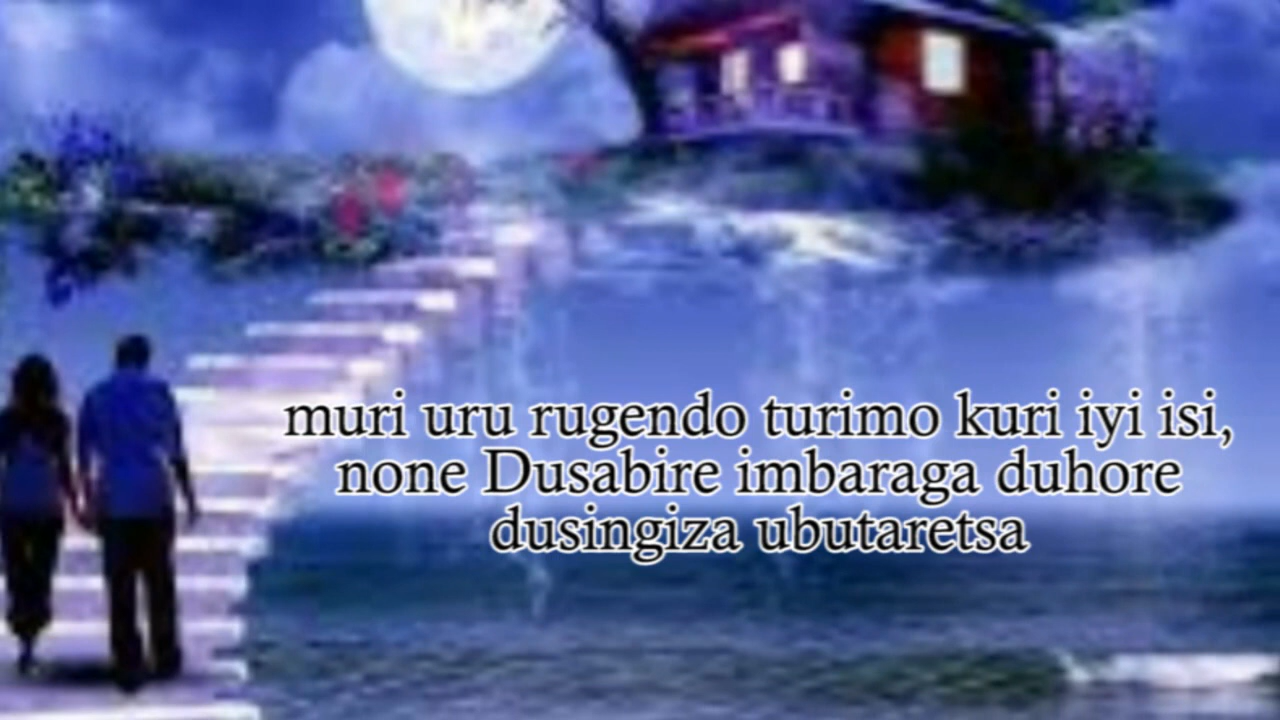 muri uru rugendo turimo kuri iyi isi,
none Dusabire imbaraga duhore
dusingiza ubutaretsa